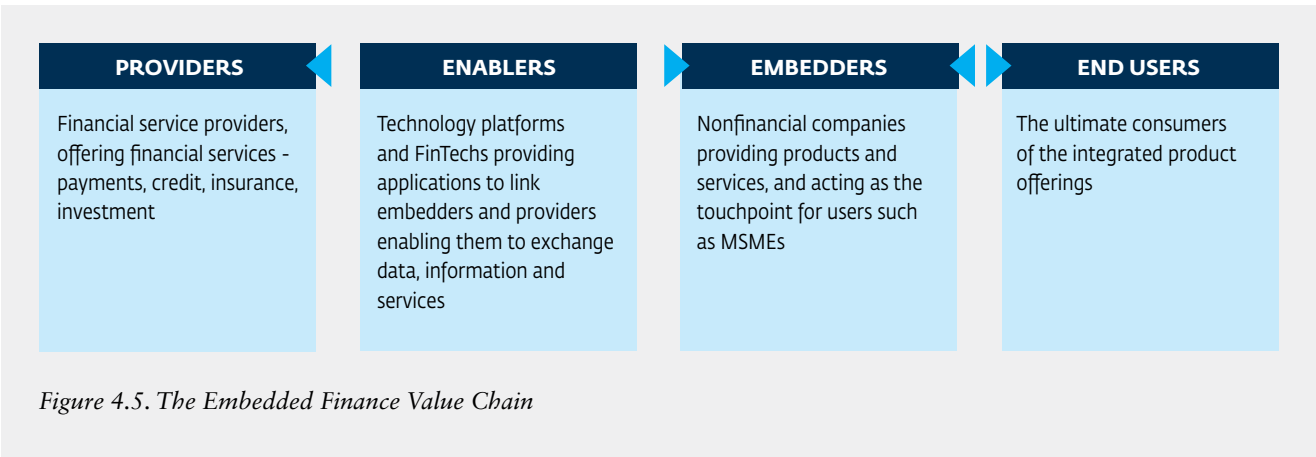 PROVIDERS
Financial service providers,
offering financial services -
payments, credit, insurance,
investment
ENABLERS
Technology platforms
and FinTechs providing
applications to link
embedders and providers
enabling them to exchange
data, information and
services
EMBEDDERS
Nonfinancial companies
providing products and
services, and acting as the
touchpoint for users such
as MSMEs
END USERS
The ultimate consumers
of the integrated product
offerings
Figure 4.5. The Embedded Finance Value Chain